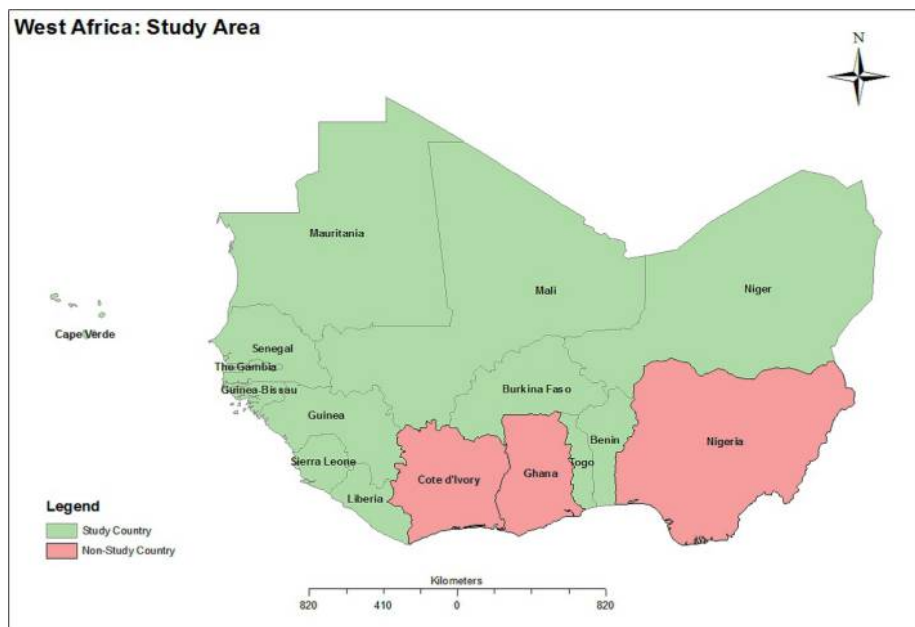 West Africa: Study Area
N
Mauritania
Mali
Niger
Cape Verde
Senegal
The Gambia
Guinea-Bissau
Burkina Faso
Guinea
Benin
Nigeria
Sierra Leone
Togo
Ghana
Cote d'Ivory
Liberia
Legend
Study Country
Non-Study Country
Kilometers
820 410 0 820